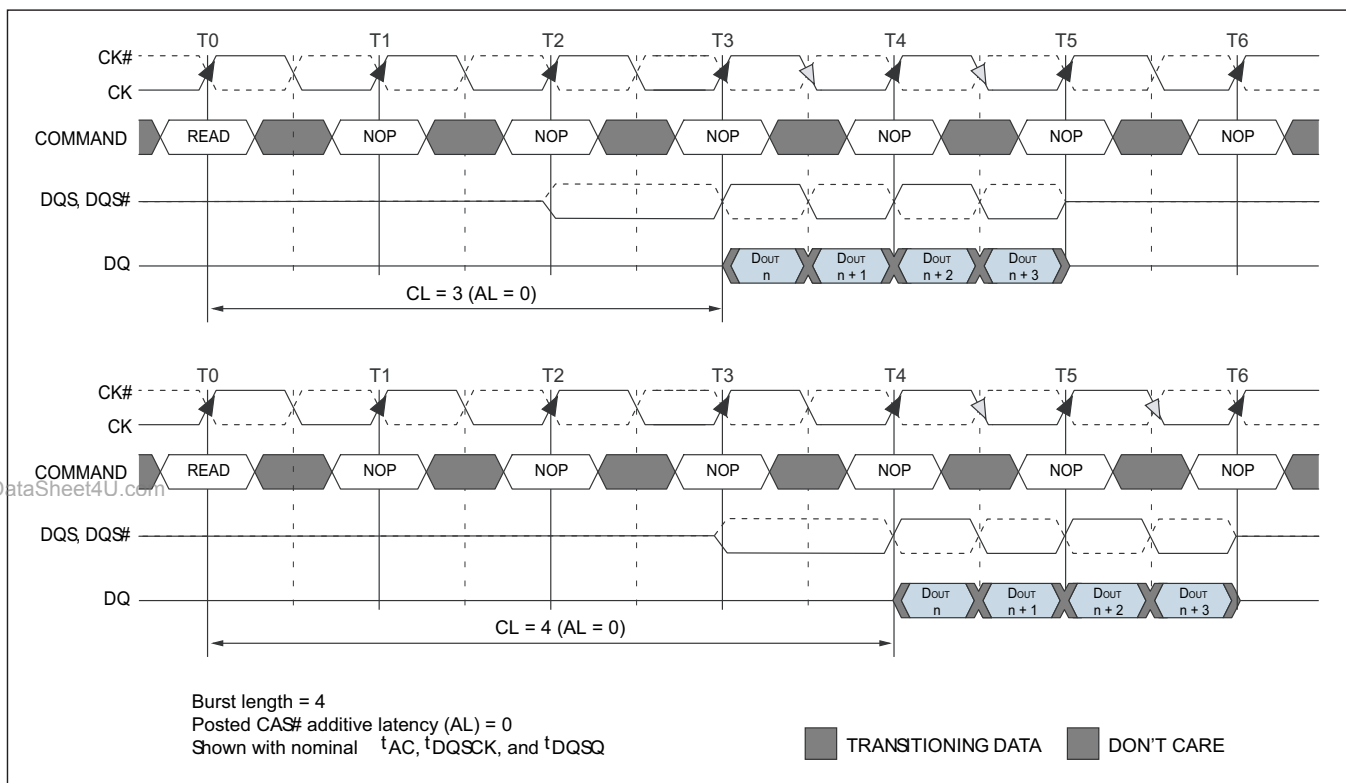 T0 T1 T2 T3 T4 T5 T6
CK#
CK
COMMAND READ NOP NOP NOP NOP NOP NOP
DQS, DQS#
DQ DOUT n DOUT n + 1 DOUT n + 2 DOUT n + 3
CL = 3 (AL = 0)
T0 T1 T2 T3 T4 T5 T6
CK#
CK
COMMAND READ NOP NOP NOP NOP NOP NOP
DataSheet4U.com
DQS, DQS#
DQ DOUT n DOUT n + 1 DOUT n + 2 DOUT n + 3
CL = 4 (AL = 0)
Burst length = 4
Posted CAS# additive latency (AL) = 0
Shown with nominal tAC, tDQSCK, and tDQSQ
TRANSITIONING DATA DON'T CARE